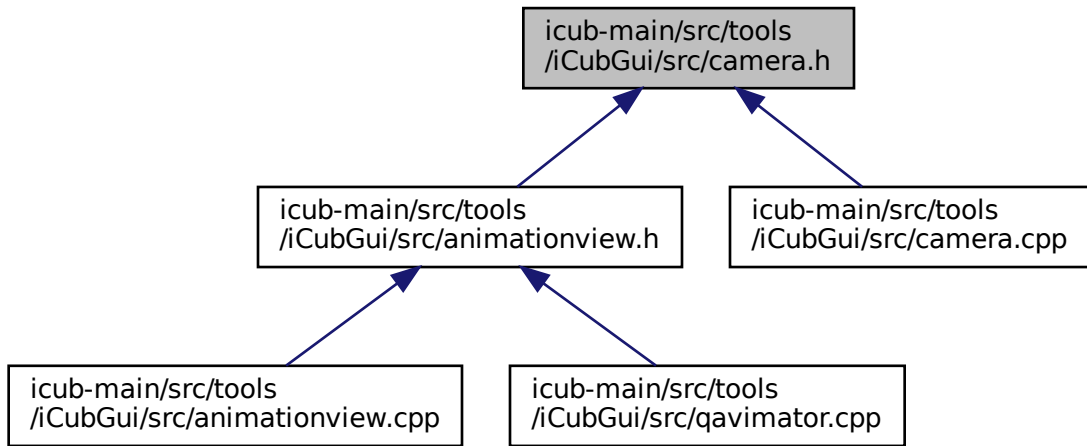 icub-main/src/tools
/iCubGui/src/camera.h
icub-main/src/tools
/iCubGui/src/animationview.h
icub-main/src/tools
/iCubGui/src/camera.cpp
icub-main/src/tools
/iCubGui/src/animationview.cpp
icub-main/src/tools
/iCubGui/src/qavimator.cpp